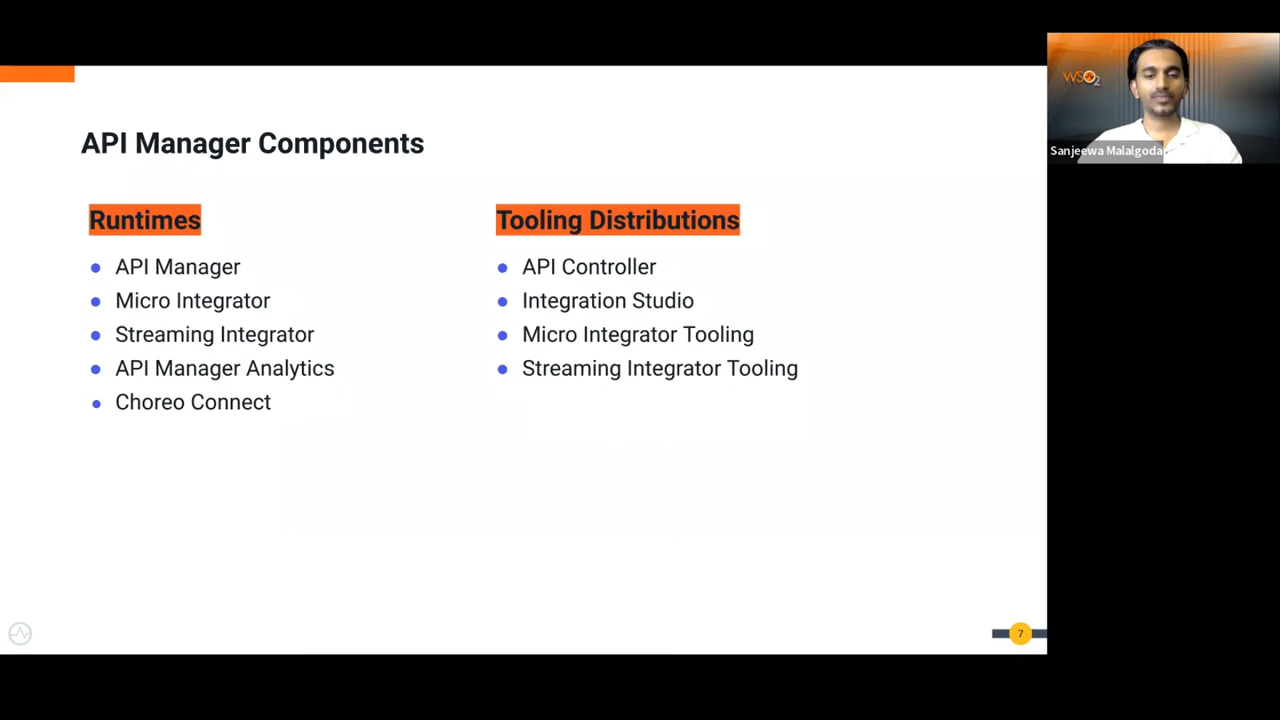 API Manager Components
Runtimes
API Manager
Micro Integrator
Streaming Integrator
API Manager Analytics
Choreo Connect
Tooling Distributions
API Controller
Integration Studio
Micro Integrator Tooling
Streaming Integrator Tooling
7
WSO2
Sanjeewa Malalgoda